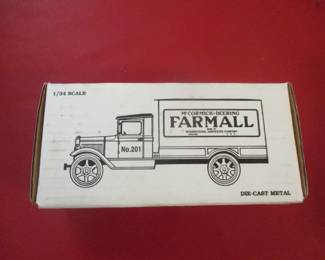 1/34 SCALE
McCORMICK-DEERING
FARMALL
INTERNATIONAL HARVESTER COMPANY
No.201
DIE-CAST METAL